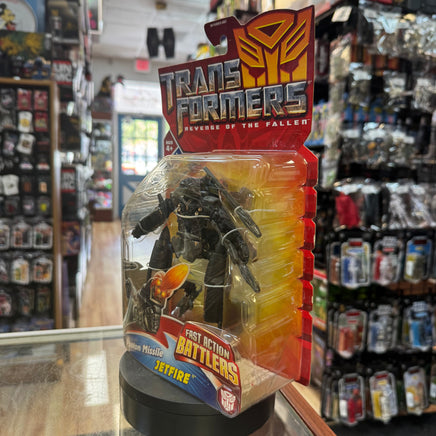 TRANS
FORMERS
REVENGE OF THE FALLEN
FAST ACTION
BATTLERS
Missile
JETFIRE